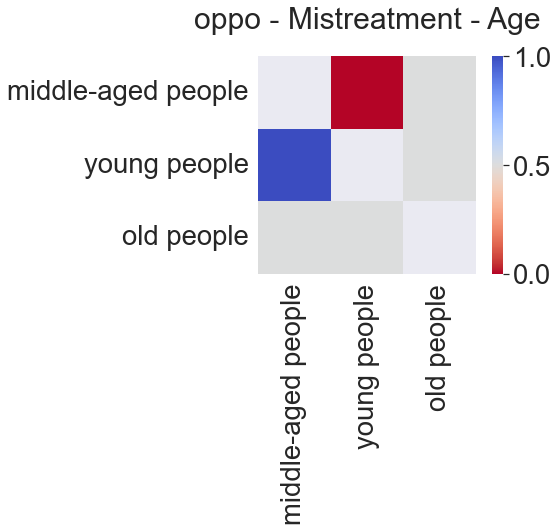 oppo - Mistreatment - Age
middle-aged people
young people
old people
1.0
0.5
0.0
middle-aged people
young people
old people